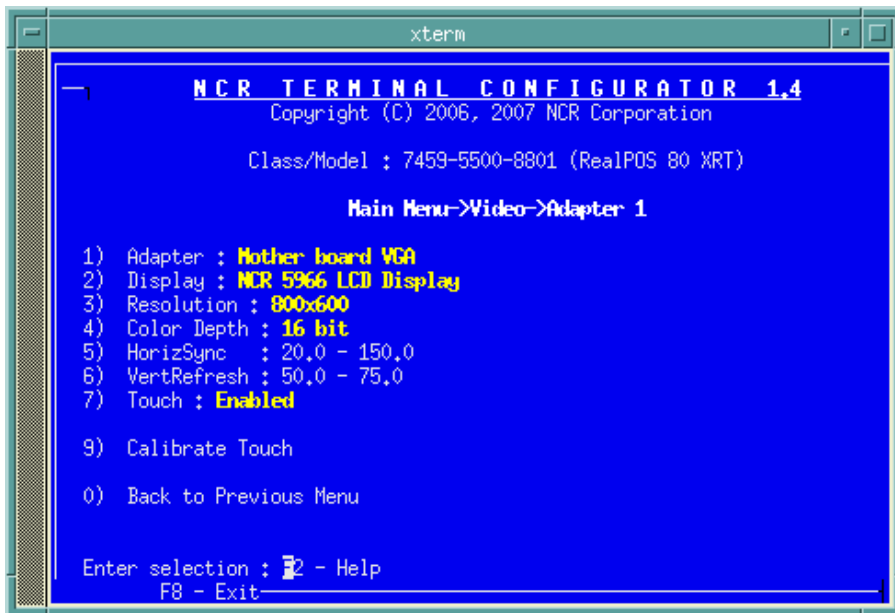 xterm
NCR TERMINAL CONFIGURATOR 1.4
Copyright (C) 2006, 2007 NCR Corporation
Class/Model : 7459-5500-8801 (RealPOS 80 XRT)
Main Menu->Video->Adapter 1
1) Adapter : Mother board VGA
2) Display : NCR 5966 LCD Display
3) Resolution : 800x600
4) Color Depth : 16 bit
5) HorizSync : 20.0 - 150.0
6) VertRefresh : 50.0 - 75.0
7) Touch : Enabled
9) Calibrate Touch
0) Back to Previous Menu
Enter selection : F2 - Help
F8 - Exit